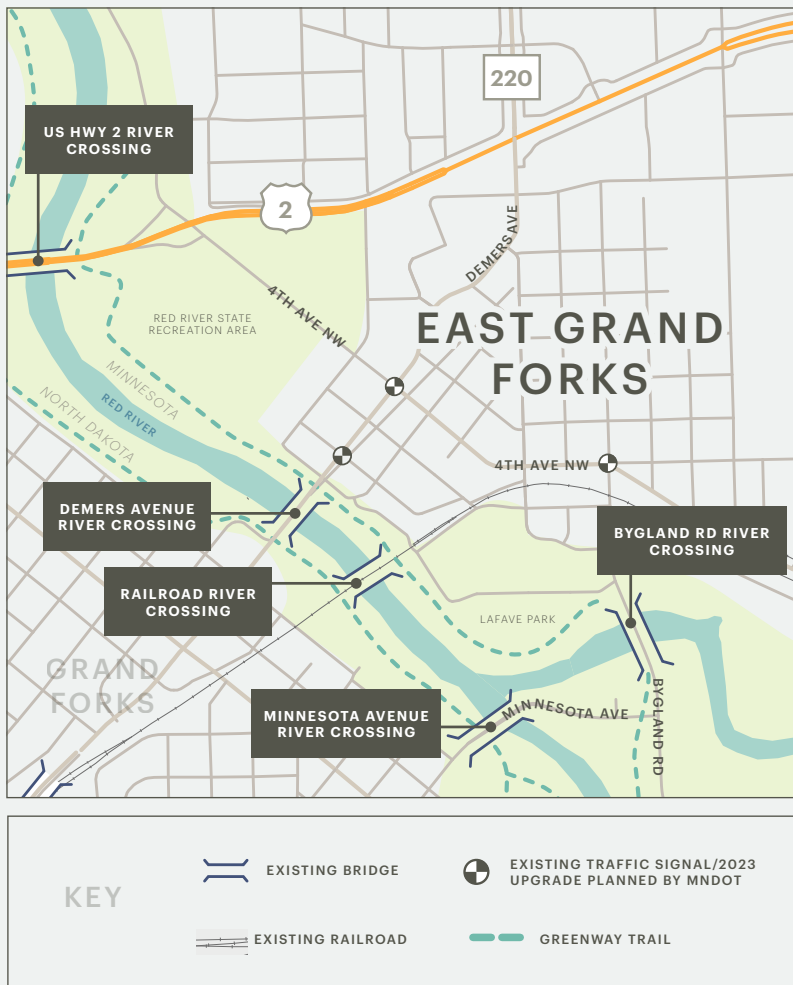 220
US HWY 2 RIVER
CROSSING
2
DEMERS AVE
4TH AVE NW
RED RIVER STATE
RECREATION AREA
EAST GRAND
FORKS
MINNESOTA
RED RIVER
NORTH DAKOTA
4TH AVE NW
DEMERS AVENUE
RIVER CROSSING
BYGLAND RD RIVER
CROSSING
RAILROAD RIVER
CROSSING
LAFAVE PARK
GRAND
FORKS
MINNESOTA AVENUE
RIVER CROSSING
MINNESOTA AVE
BYGLAND RD
KEY
EXISTING BRIDGE
EXISTING TRAFFIC SIGNAL/2023
UPGRADE PLANNED BY MNDOT
EXISTING RAILROAD
GREENWAY TRAIL